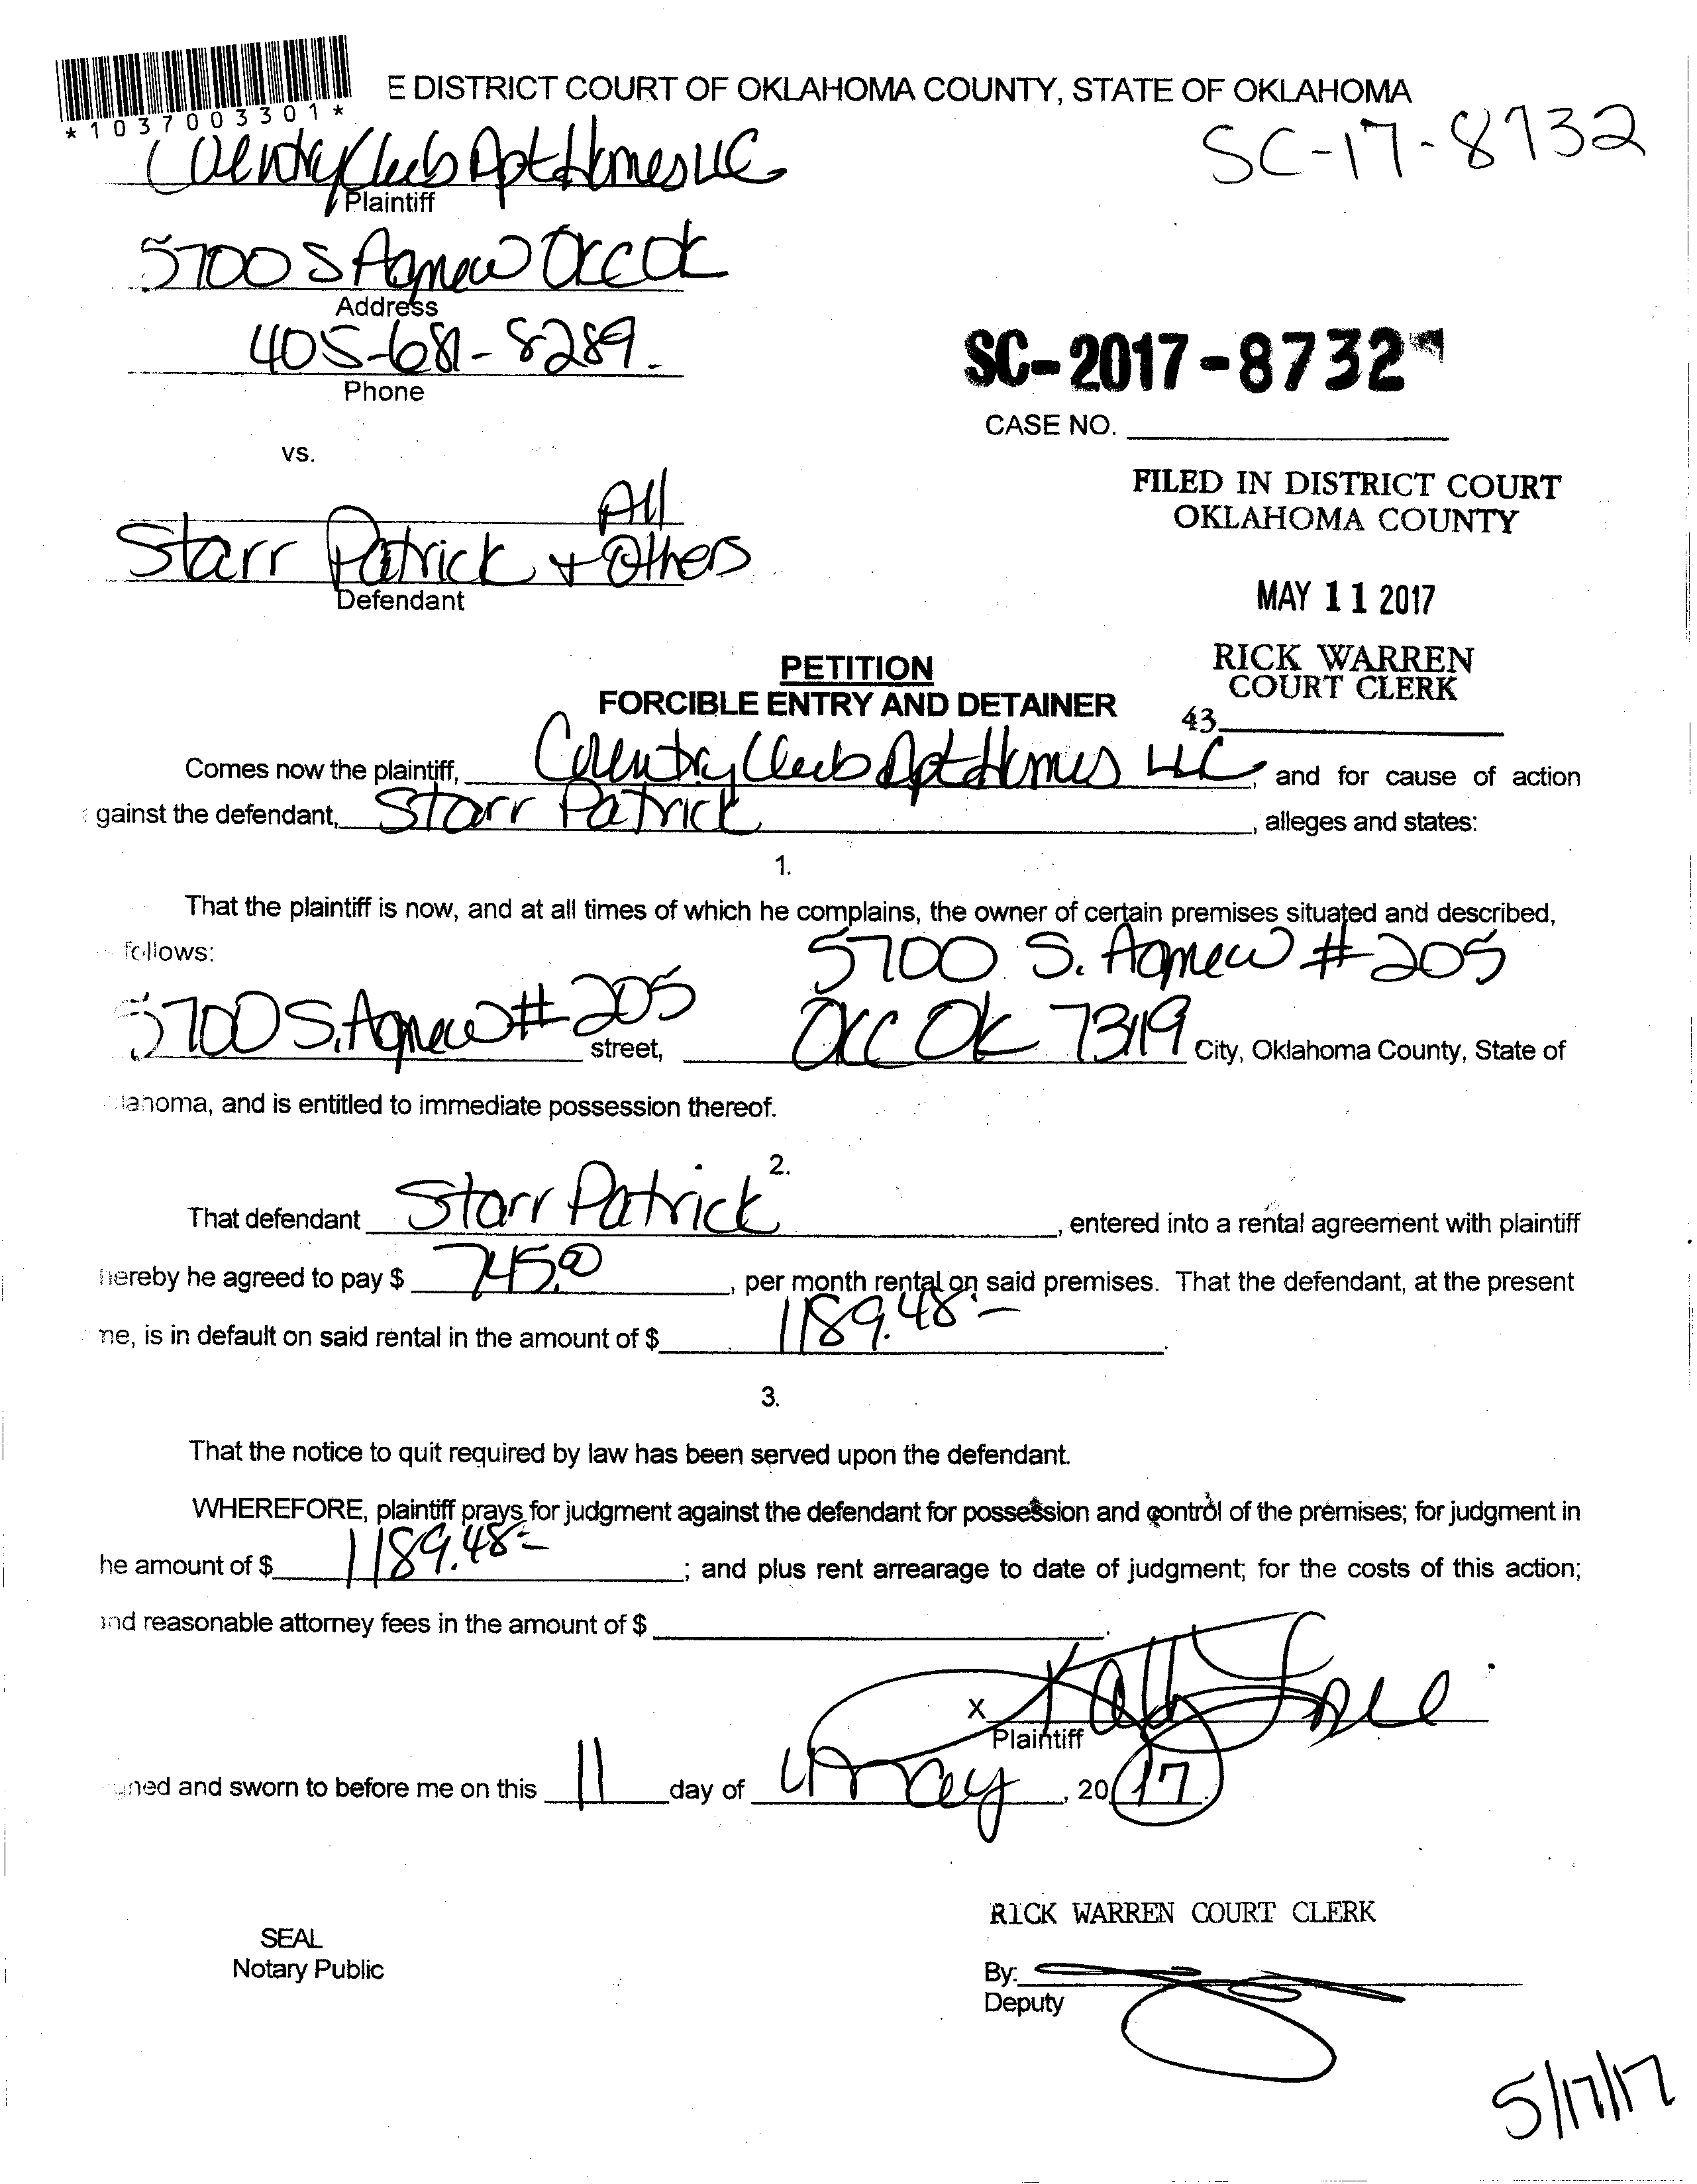 *1037003301*
E DISTRICT COURT OF OKLAHOMA COUNTY, STATE OF OKLAHOMA
SC-17-8732
Country Club Apt Homes LLC
Plaintiff
5700 S Agnew OKC OK
Address
405-681-8289
Phone
SC-2017-8732
CASE NO.
vs.
FILED IN DISTRICT COURT
OKLAHOMA COUNTY
All
Starr Patrick + Others
Defendant
MAY 11 2017
RICK WARREN
COURT CLERK
43
PETITION
FORCIBLE ENTRY AND DETAINER
Comes now the plaintiff, Country Club Apt Homes LLC, and for cause of action
gainst the defendant, Starr Patrick, alleges and states:
1.
That the plaintiff is now, and at all times of which he complains, the owner of certain premises situated and described,
follows:
5700 S. Agnew #205
5700 S. Agnew #205 street, OKC OK 73119 City, Oklahoma County, State of
lahoma, and is entitled to immediate possession thereof.
2.
That defendant Starr Patrick, entered into a rental agreement with plaintiff
hereby he agreed to pay $ 745.00, per month rental on said premises. That the defendant, at the present
me, is in default on said rental in the amount of $ 1189.48-.
3.
That the notice to quit required by law has been served upon the defendant.
WHEREFORE, plaintiff prays for judgment against the defendant for possession and control of the premises; for judgment in
he amount of $ 1189.48-; and plus rent arrearage to date of judgment; for the costs of this action;
and reasonable attorney fees in the amount of $ .
X
Plaintiff
gned and sworn to before me on this 11 day of May, 2017.
RICK WARREN COURT CLERK
SEAL
Notary Public
By:
Deputy
5/17/17